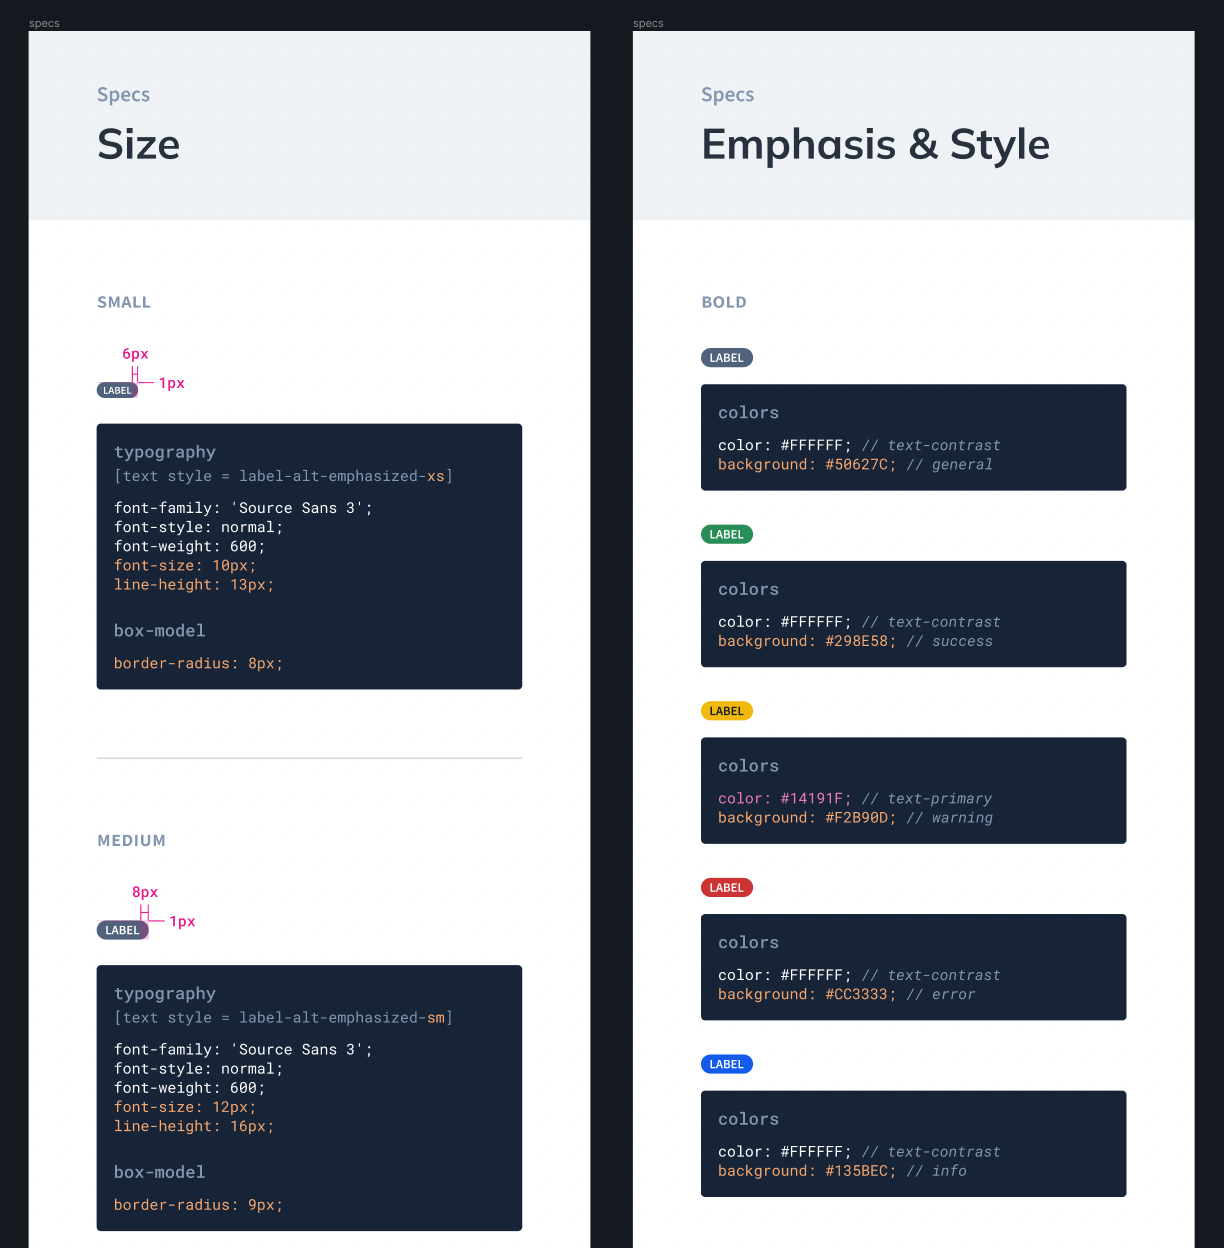 specs
Specs
Size
SMALL
6px
1px
LABEL
typography
[text style = label-alt-emphasized-xs]
font-family: 'Source Sans 3';
font-style: normal;
font-weight: 600;
font-size: 10px;
line-height: 13px;
box-model
border-radius: 8px;
MEDIUM
8px
1px
LABEL
typography
[text style = label-alt-emphasized-sm]
font-family: 'Source Sans 3';
font-style: normal;
font-weight: 600;
font-size: 12px;
line-height: 16px;
box-model
border-radius: 9px;
specs
Specs
Emphasis & Style
BOLD
LABEL
colors
color: #FFFFFF; // text-contrast
background: #50627C; // general
LABEL
colors
color: #FFFFFF; // text-contrast
background: #298E58; // success
LABEL
colors
color: #14191F; // text-primary
background: #F2B90D; // warning
LABEL
colors
color: #FFFFFF; // text-contrast
background: #CC3333; // error
LABEL
colors
color: #FFFFFF; // text-contrast
background: #135BEC; // info